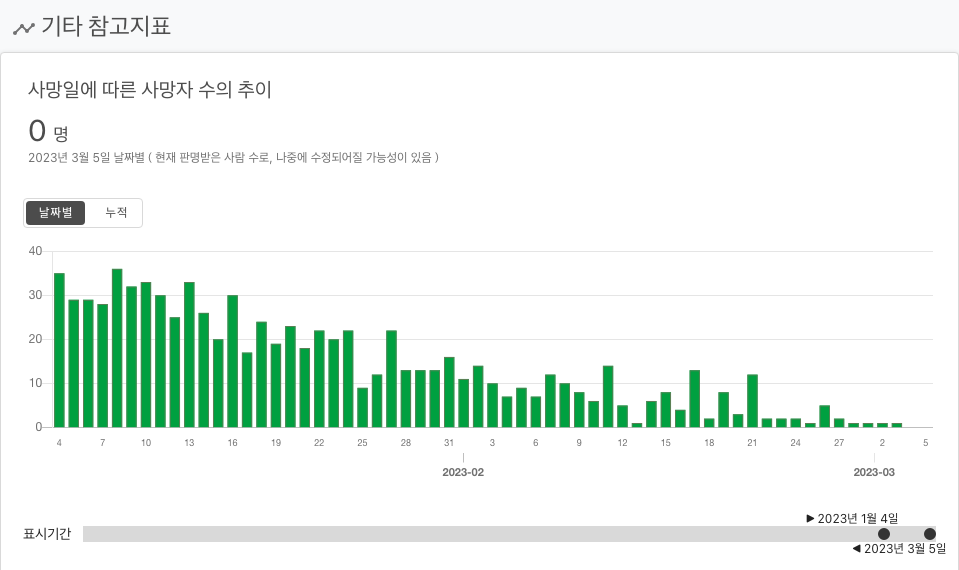 기타 참고지표
사망일에 따른 사망자 수의 추이
0 명
2023년 3월 5일 날짜별 ( 현재 판명받은 사람 수로, 나중에 수정되어질 가능성이 있음 )
날짜별 누적
40
30
20
10
0
4 7 10 13 16 19 22 25 28 31 3 6 9 12 15 18 21 24 27 2 5
2023-02 2023-03
▶ 2023년 1월 4일
표시기간
◀ 2023년 3월 5일